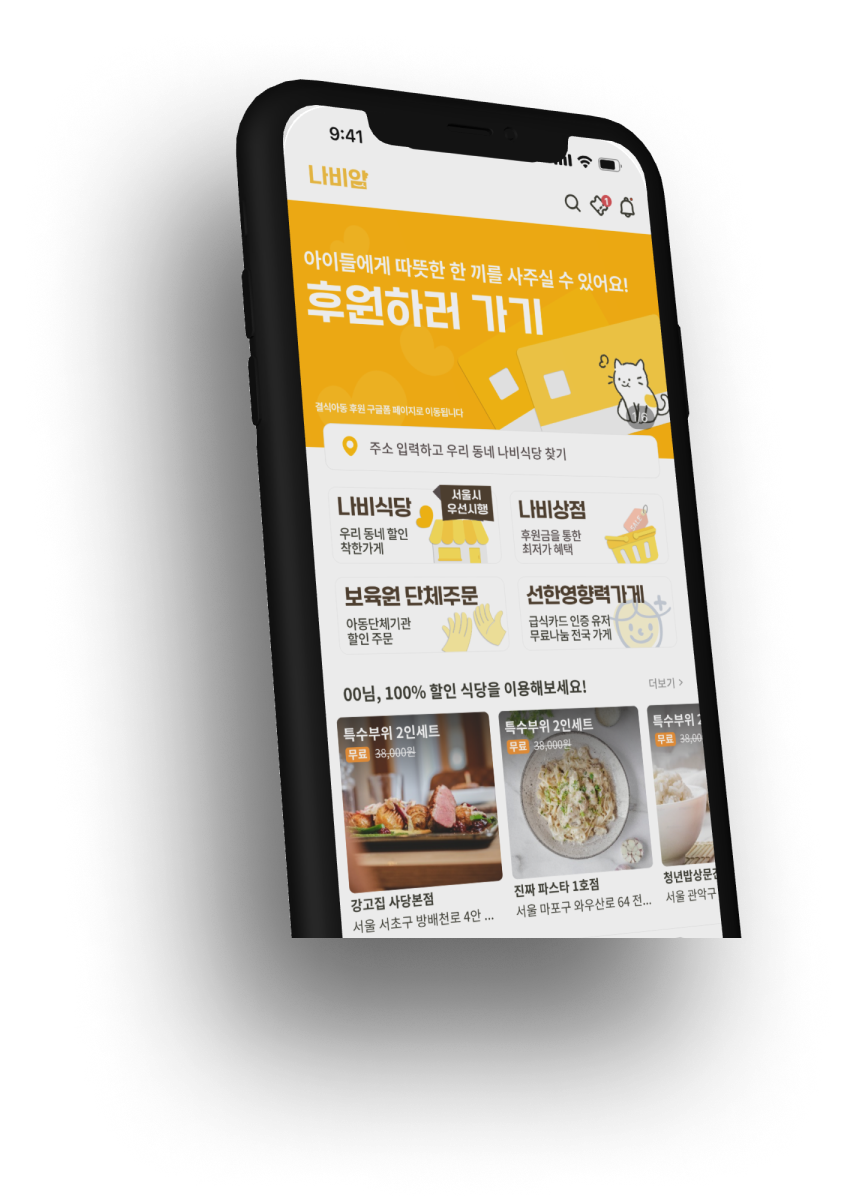 9:41
나비얌
1
아이들에게 따뜻한 한 끼를 사주실 수 있어요!
후원하러 가기
결식아동 후원 구글폼 페이지로 이동됩니다
주소 입력하고 우리 동네 나비식당 찾기
나비식당
서울시
우선시행
우리 동네 할인
착한가게
나비상점
후원금을 통한
최저가 혜택
SALE
보육원 단체주문
아동단체기관
할인 주문
선한영향력가게
급식카드 인증 유저
무료나눔 전국 가게
00님, 100% 할인 식당을 이용해보세요!
더보기 >
특수부위 2인세트
무료 38,000원
강고집 사당본점
서울 서초구 방배천로 4안 ...
특수부위 2인세트
무료 38,000원
진짜 파스타 1호점
서울 마포구 와우산로 64 전...
특수부위 2
무료 38,00
청년밥상문간
서울 관악구